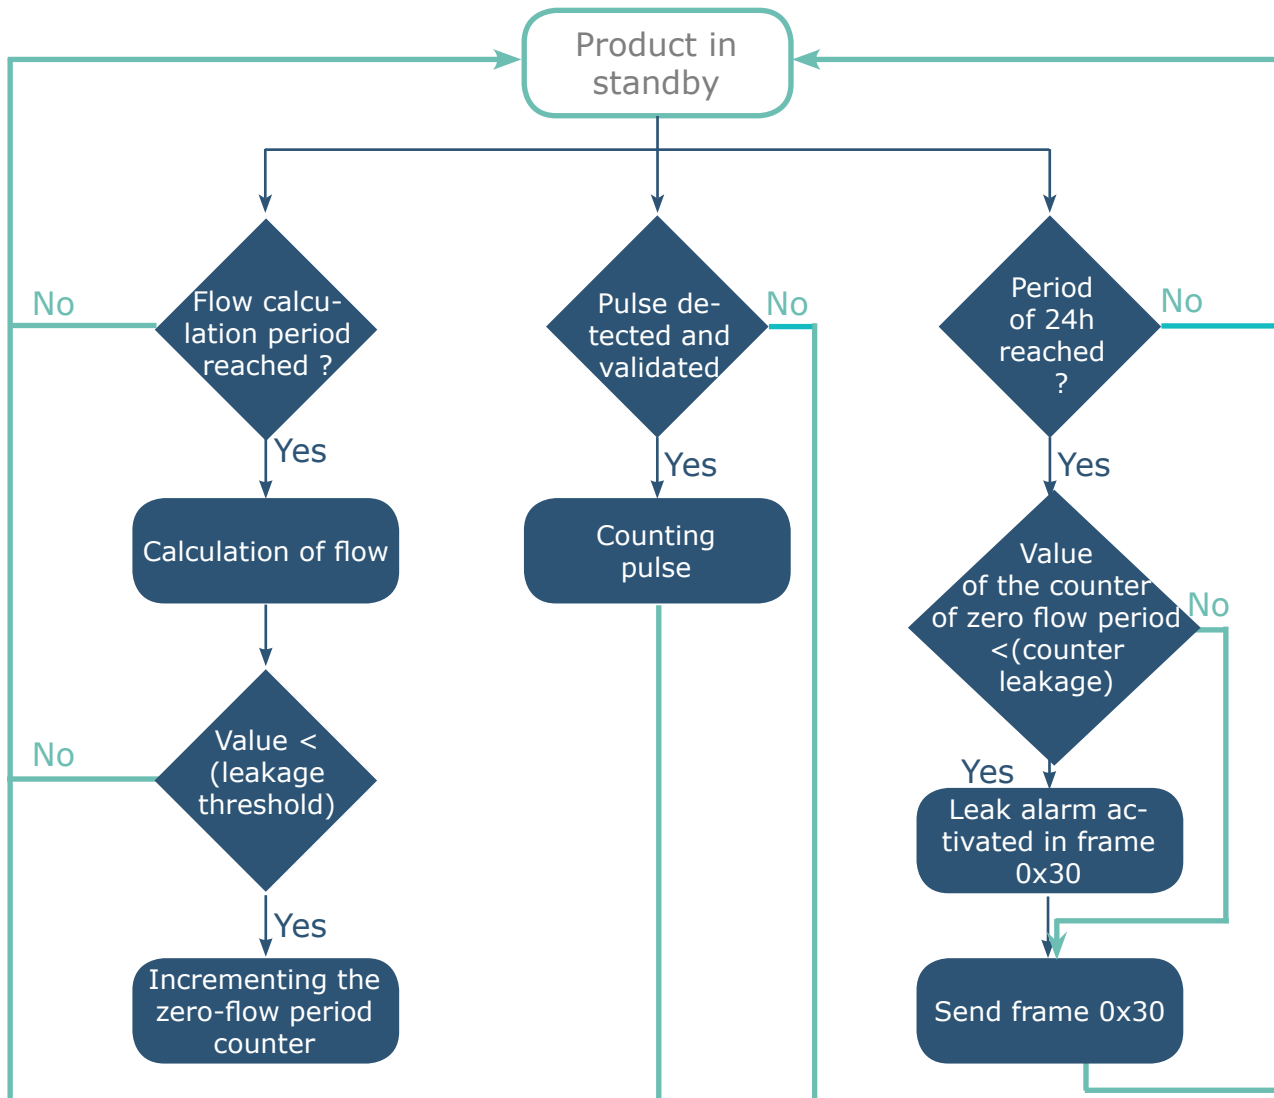 Product in
standby
No
Flow calcu-
lation period
reached ?
Yes
Calculation of flow
No
Value <
(leakage
threshold)
Yes
Incrementing the
zero-flow period
counter
Pulse de-
tected and
validated
No
Yes
Counting
pulse
Period
of 24h
reached
?
No
Yes
Value
of the counter
of zero flow period
<(counter
leakage)
No
Yes
Leak alarm ac-
tivated in frame
0x30
Send frame 0x30